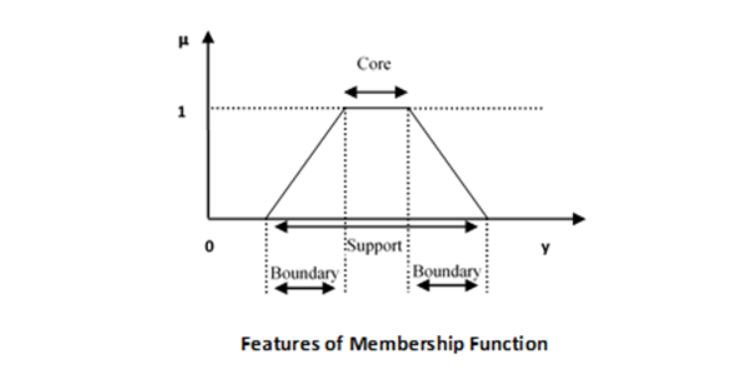 μ
Core
1
0
Support
y
Boundary
Boundary
Features of Membership Function